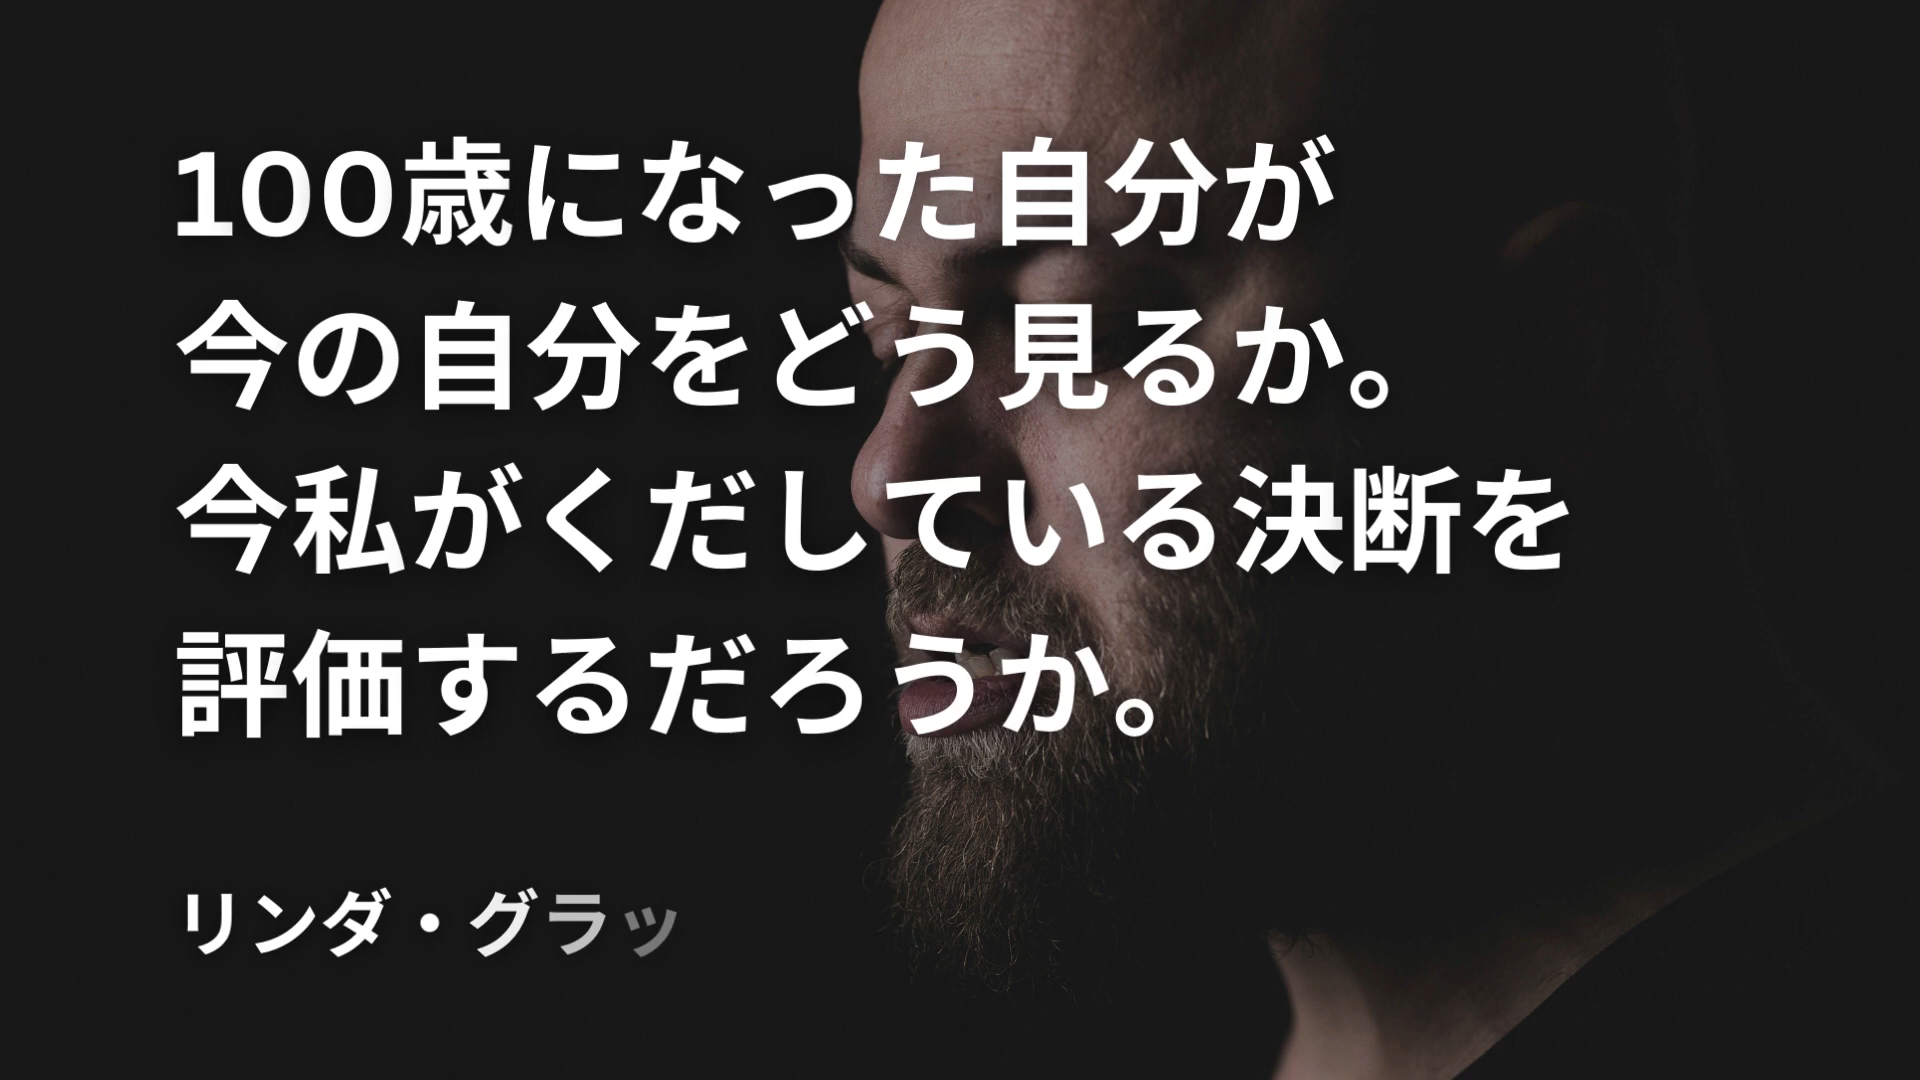 100歳になった自分が
今の自分をどう見るか。
今私がくだしている決断を
評価するだろうか。
リンダ・グラッ